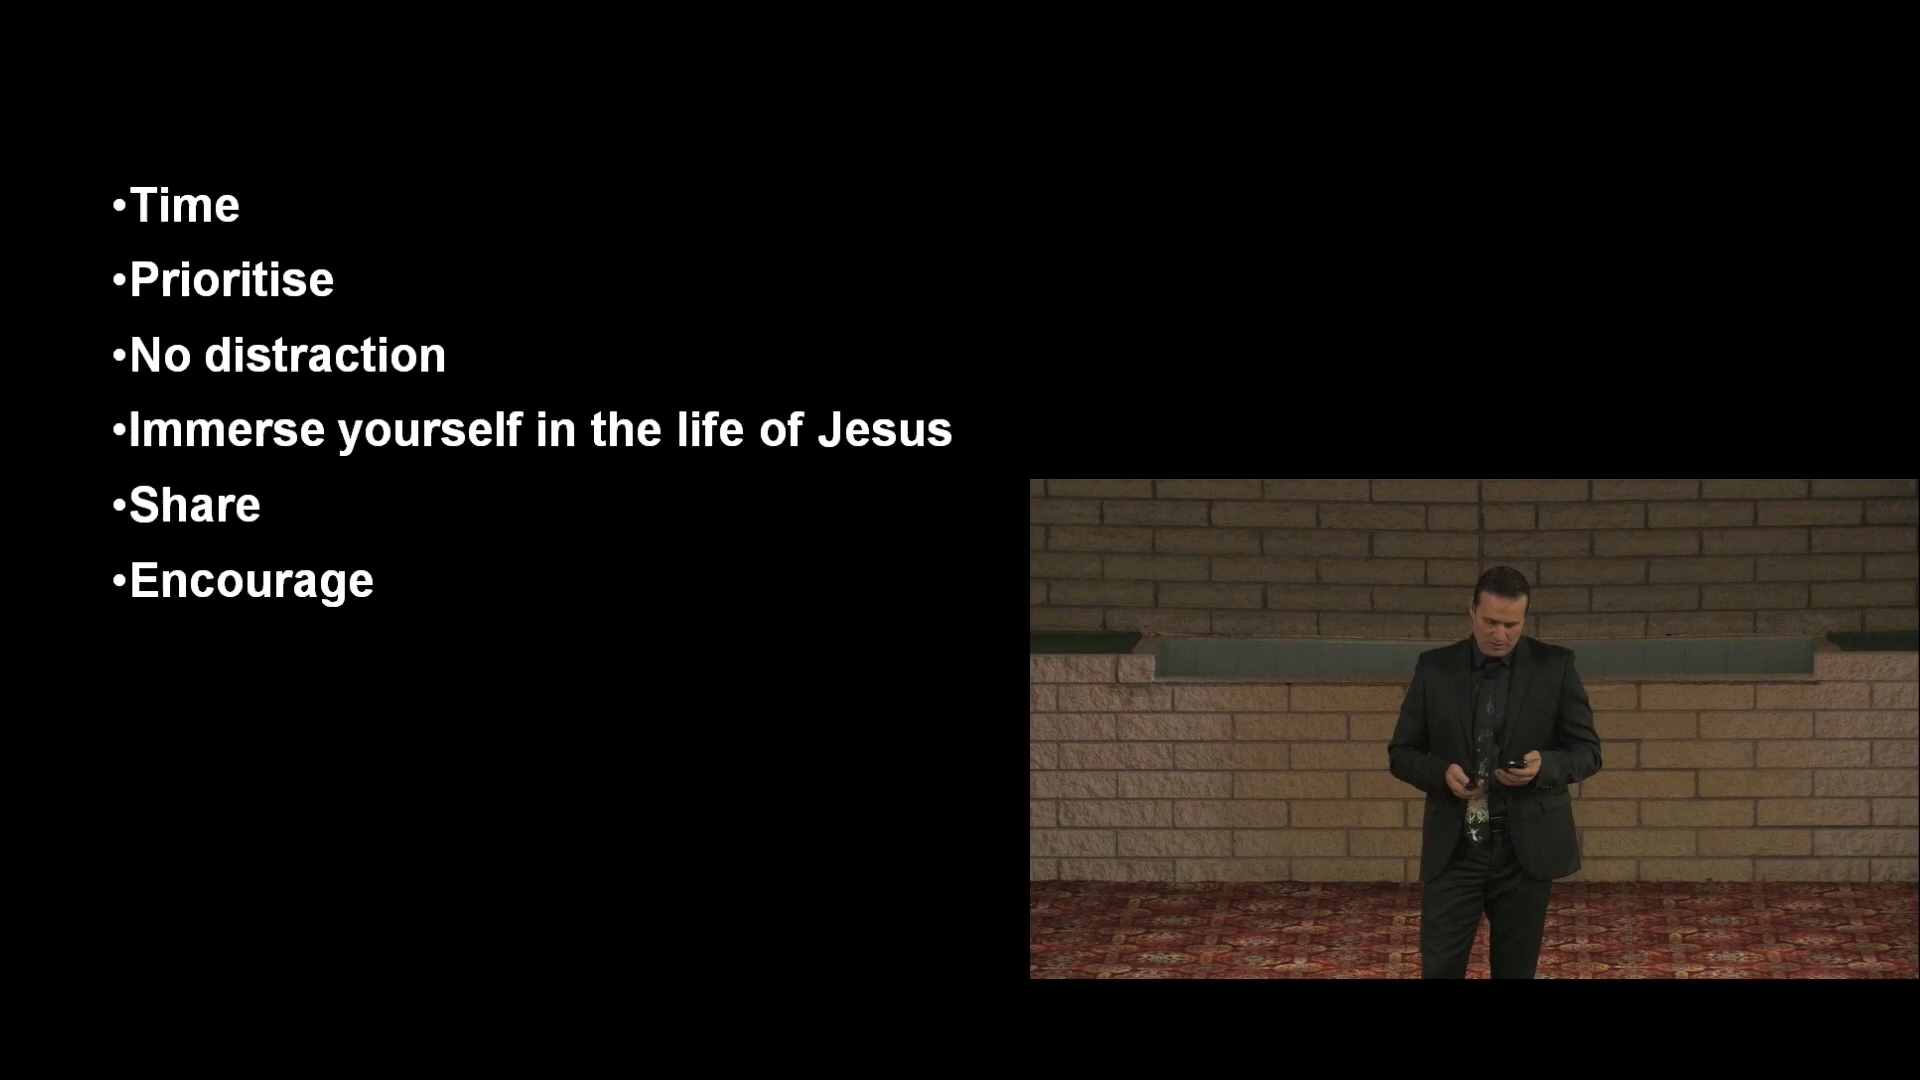 •Time
•Prioritise
•No distraction
•Immerse yourself in the life of Jesus
•Share
•Encourage